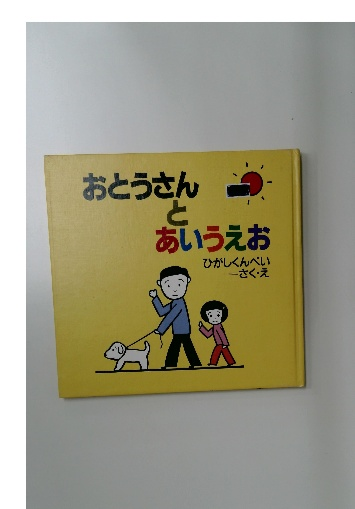 おとうさん
と
あいうえお
ひがしくんぺい
—さく・え